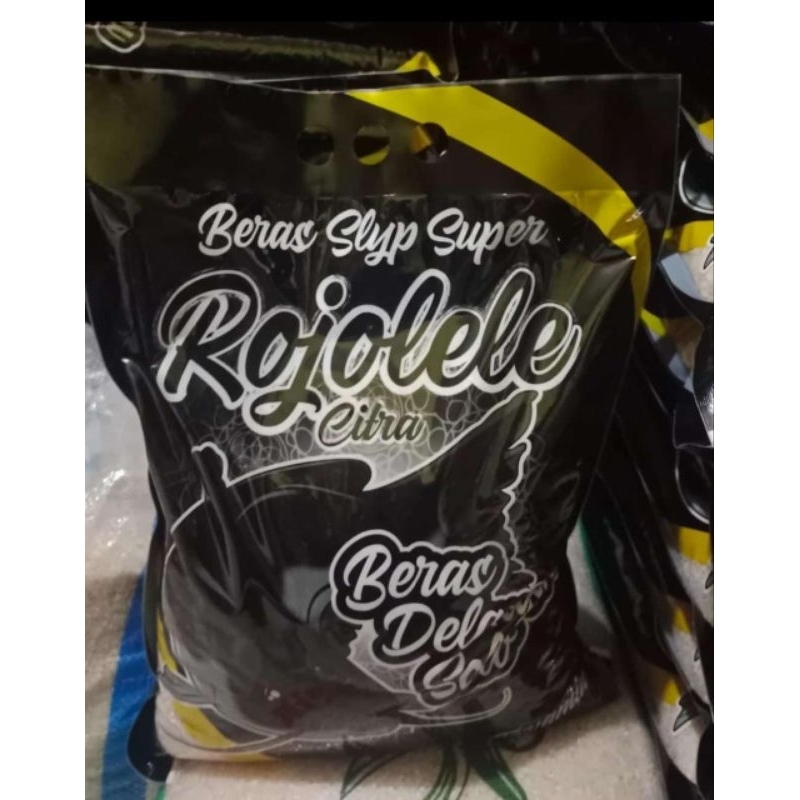 Beras Slyp Super
Rojolele
Citra
Beras